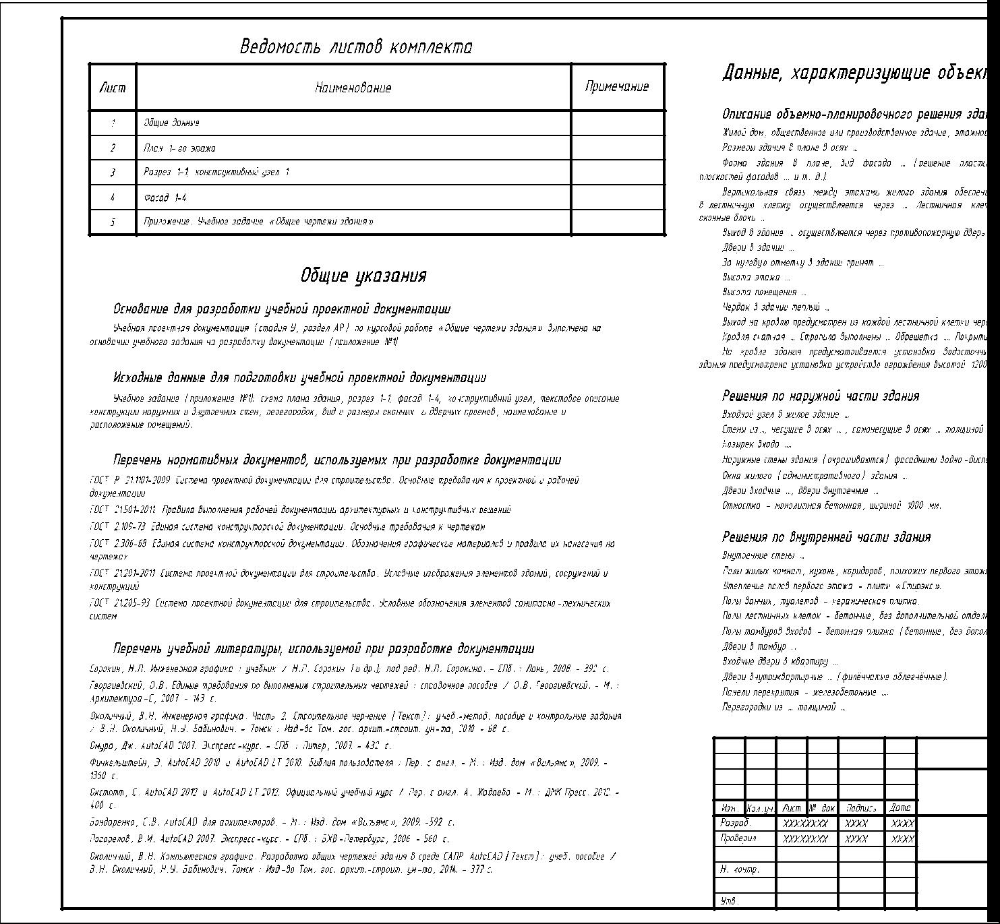 Ведомость листов комплекта
Лист Наименование Примечание
1 Общие данные
2 План 1-го этажа
3 Разрез 1-1, конструктивный узел 1
4 Фасад 1-4
5 Приложение. Учебное задание «Общие чертежи здания»
Общие указания
Основание для разработки учебной проектной документации
Учебная проектная документация (стадия У, раздел АР) по курсовой работе «Общие чертежи здания» выполнена на
основании учебного задания на разработку документации (приложение №1)
Исходные данные для подготовки учебной проектной документации
Учебное задание (приложение №1): схема плана здания, разрез 1-1, фасад 1-4, конструктивный узел, текстовое описание
конструкции наружных и внутренних стен, перегородок, вид и размеры оконных и дверных проемов, наименование и
расположение помещений.
Перечень нормативных документов, используемых при разработке документации
ГОСТ Р 21.1101-2009 Система проектной документации для строительства. Основные требования к проектной и рабочей
документации
ГОСТ 21.501-2011. Правила выполнения рабочей документации архитектурных и конструктивных решений
ГОСТ 2.109-73 Единая система конструкторской документации. Основные требования к чертежам
ГОСТ 2.306-68 Единая система конструкторской документации. Обозначения графические материалов и правила их нанесения на
чертежах
ГОСТ 21.201-2011 Система проектной документации для строительства. Условные изображения элементов зданий, сооружений и
конструкций
ГОСТ 21.205-93 Система проектной документации для строительства. Условные обозначения элементов санитарно-технических
систем
Перечень учебной литературы, используемой при разработке документации
Сорокин, Н.П. Инженерная графика : учебник / Н.П. Сорокин [и др.]; под ред. Н.П. Сорокина. - СПб. : Лань, 2008. - 392 с.
Георгиевский, О.В. Единые требования по выполнению строительных чертежей : справочное пособие / О.В. Георгиевский. - М. :
Архитектура-С, 2007. - 143 с.
Околичный, В.Н. Инженерная графика. Часть 2. Строительное черчение [Текст] : учеб.-метод. пособие и контрольные задания
/ В.Н. Околичный, Н.У. Бабинович. - Томск : Изд-во Том. гос. архит.-строит. ун-та, 2010 - 68 с.
Омура, Дж. AutoCAD 2007. Экспресс-курс. - СПб. : Питер, 2007. - 432 с.
Финкельштейн, Э. AutoCAD 2010 и AutoCAD LT 2010. Библия пользователя : Пер. с англ. - М. : Изд. дом «Вильямс», 2009. -
1360 с.
Онстотт, С. AutoCAD 2012 и AutoCAD LT 2012. Официальный учебный курс / Пер. с англ. А. Жадаева - М. : ДМК Пресс. 2012. -
400 с.
Бондаренко, С.В. AutoCAD для архитекторов. - М. : Изд. дом «Вильямс», 2009. -592 с.
Погорелов, В.И. AutoCAD 2007. Экспресс-курс. - СПб. : БХВ-Петербург, 2006 - 560 с.
Околичный, В.Н. Компьютерная графика. Разработка общих чертежей здания в среде САПР AutoCAD [Текст] : учеб. пособие /
В.Н. Околичный, Н.У. Бабинович. Томск : Изд-во Том. гос. архит.-строит. ун-та, 2014. - 377 с.
Данные, характеризующие объект
Описание объемно-планировочного решения зда
Жилой дом, общественное или производственное здание, этажнос
Размеры здания в плане в осях ...
Форма здания в плане, вид фасада ... (решение пласти
плоскостей фасадов ... и т. д.).
Вертикальная связь между этажами жилого здания обеспечи
в лестничную клетку осуществляется через ... Лестничная клет
оконные блоки ..
Выход в здание .. осуществляется через противопожарную дверь
Двери в здании ...
За нулевую отметку в здании принят ...
Высота этажа ...
Высота помещения ...
Чердак в здании теплый ...
Выход на кровлю предусмотрен из каждой лестничной клетки чере
Кровля скатная ... Стропила выполнены ... Обрешетка .... Покрыти
На кровле здания предусматривается установка водосточны
здания предусмотрена установка устройство ограждения высотой 1200
Решения по наружной части здания
Входной узел в жилое здание ...
Стены из..., несущие в осях ... , самонесущие в осях ... толщиной
Козырек входа ....
Наружные стены здания (окрашиваются) фасадными водно-диспе
Окна жилого (административного) здания ...
Двери входные ..., двери внутренние ...
Отмостка - монолитная бетонная, шириной 1000 мм.
Решения по внутренней части здания
Внутренние стены ...
Полы жилых комнат, кухонь, коридоров, прихожих первого этажа
Утепление полов первого этажа - плиты «Стирэкс».
Полы ванных, туалетов - керамическая плитка.
Полы лестничных клеток - бетонные, без дополнительной отделк
Полы тамбуров входов - бетонная плитка (бетонные, без допол
Двери в тамбур ..
Входные двери в квартиру ...
Двери внутриквартирные ... (филёнчатые облегчённые).
Панели перекрытия - железобетонные ....
Перегородки из ... толщиной ...
Изм. Кол.уч. Лист № док Подпись Дата
Разраб. XXXXXXXX XXXX XXXX
Проверил XXXXXXXX XXXX XXXX
Н. контр.
Утв.